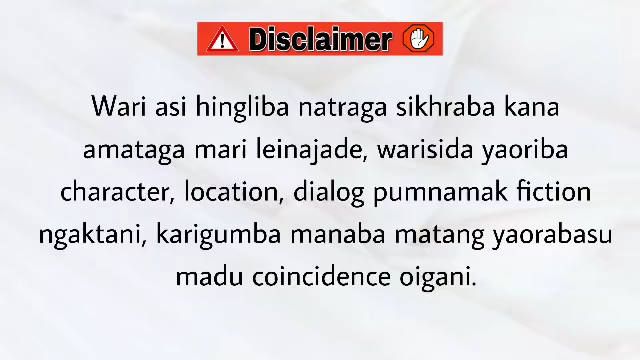 Disclaimer
Wari asi hingliba natraga sikhraba kana
amataga mari leinajade, warisida yaoriba
character, location, dialog pumnamak fiction
ngaktani, karigumba manaba matang yaorabasu
madu coincidence oigani.